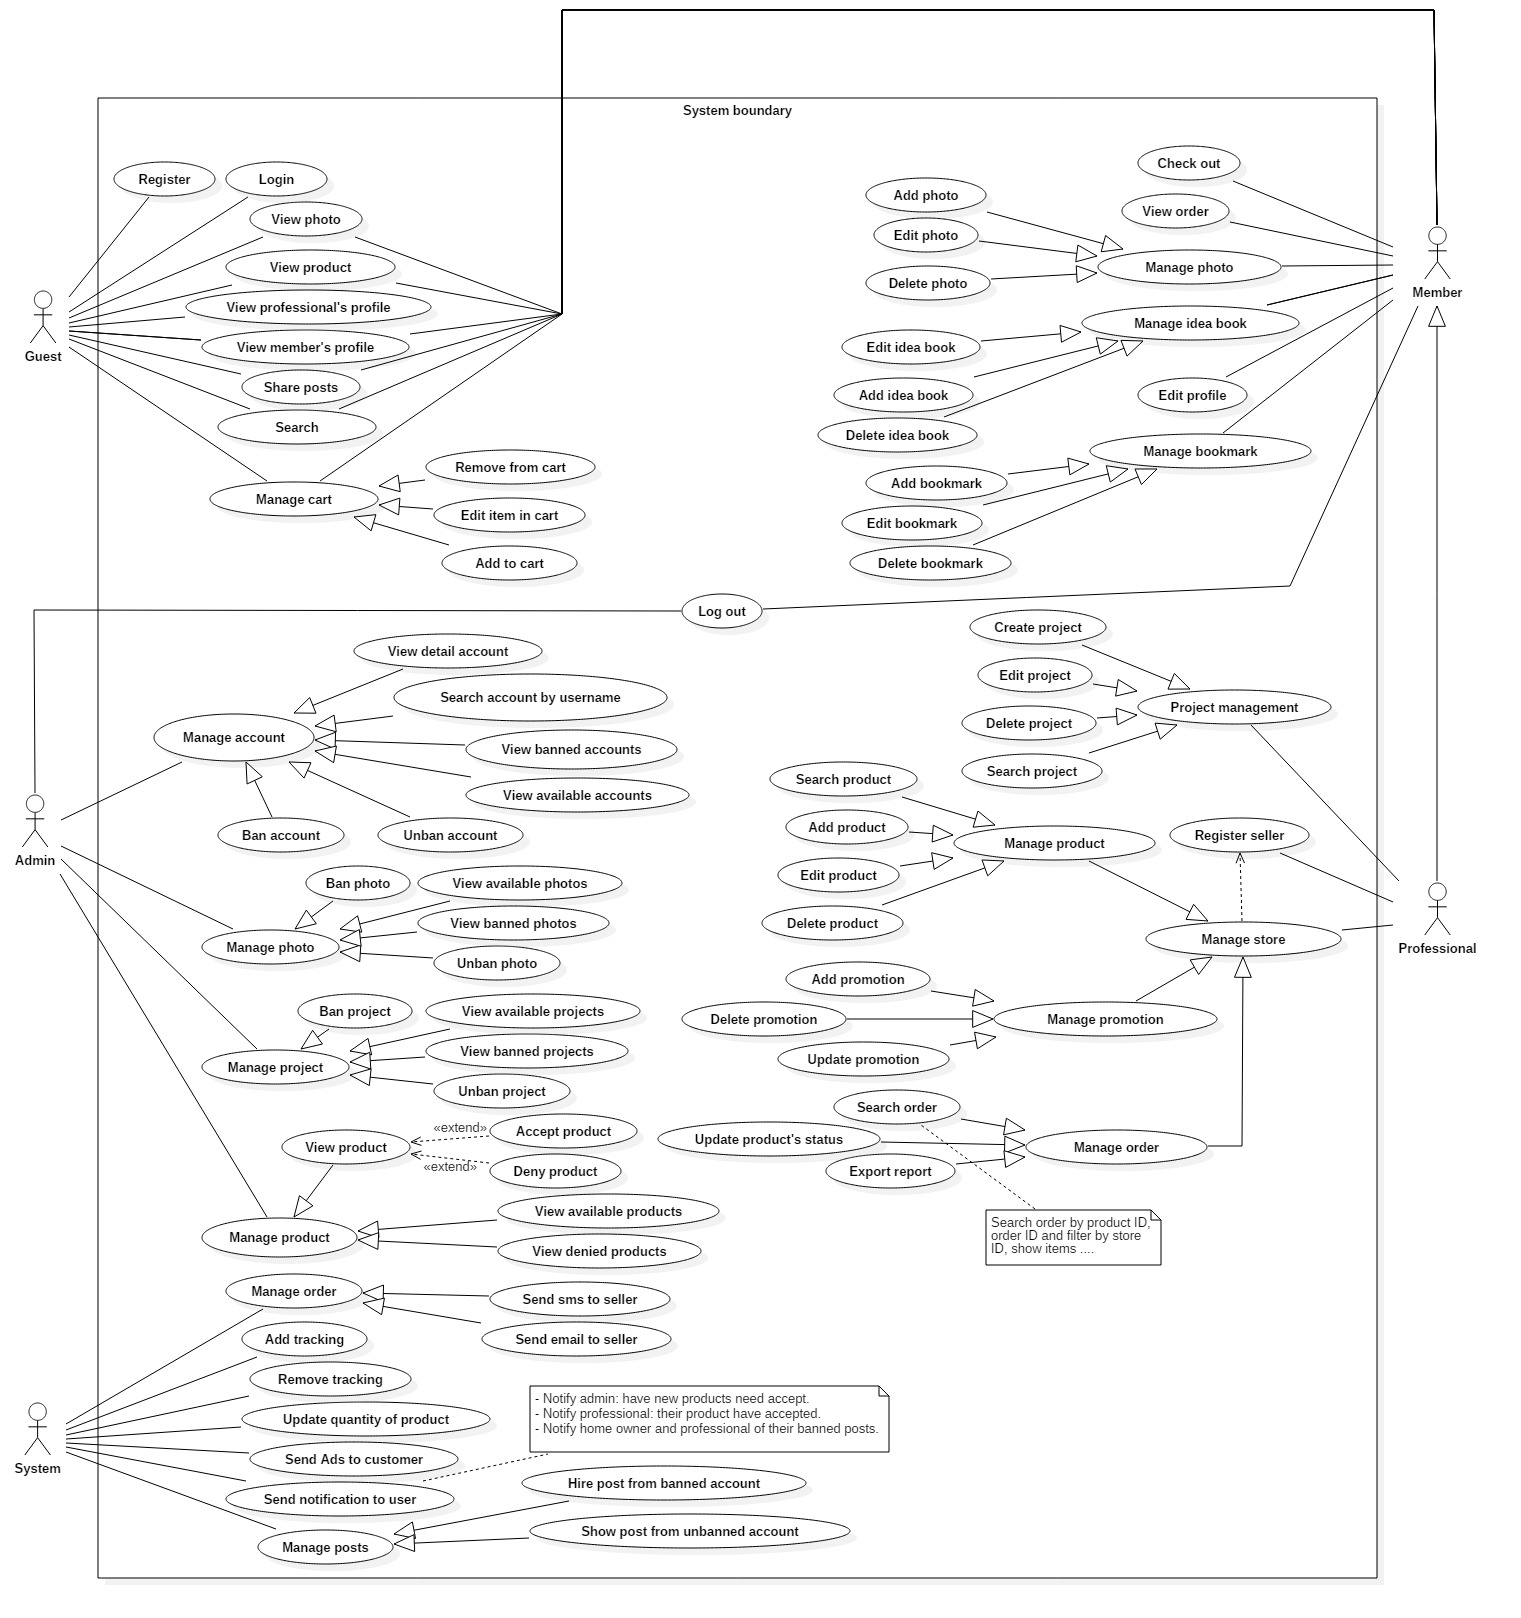 System boundary
Register
Login
View photo
View product
View professional's profile
View member's profile
Share posts
Search
Guest
Manage cart
Remove from cart
Edit item in cart
Add to cart
Check out
View order
Add photo
Edit photo
Delete photo
Manage photo
Manage idea book
Edit idea book
Add idea book
Delete idea book
Edit profile
Manage bookmark
Add bookmark
Edit bookmark
Delete bookmark
Member
Log out
View detail account
Search account by username
Manage account
View banned accounts
View available accounts
Ban account
Unban account
Admin
Ban photo
View available photos
View banned photos
Manage photo
Unban photo
Ban project
View available projects
View banned projects
Manage project
Unban project
View product
«extend»
Accept product
«extend»
Deny product
View available products
Manage product
View denied products
Create project
Edit project
Delete project
Search project
Project management
Search product
Add product
Edit product
Delete product
Manage product
Register seller
Manage store
Professional
Add promotion
Delete promotion
Update promotion
Manage promotion
Search order
Update product's status
Export report
Manage order
Search order by product ID,
order ID and filter by store
ID, show items ....
Manage order
Send sms to seller
Send email to seller
Add tracking
Remove tracking
Update quantity of product
Send Ads to customer
Send notification to user
Manage posts
System
- Notify admin: have new products need accept.
- Notify professional: their product have accepted.
- Notify home owner and professional of their banned posts.
Hire post from banned account
Show post from unbanned account